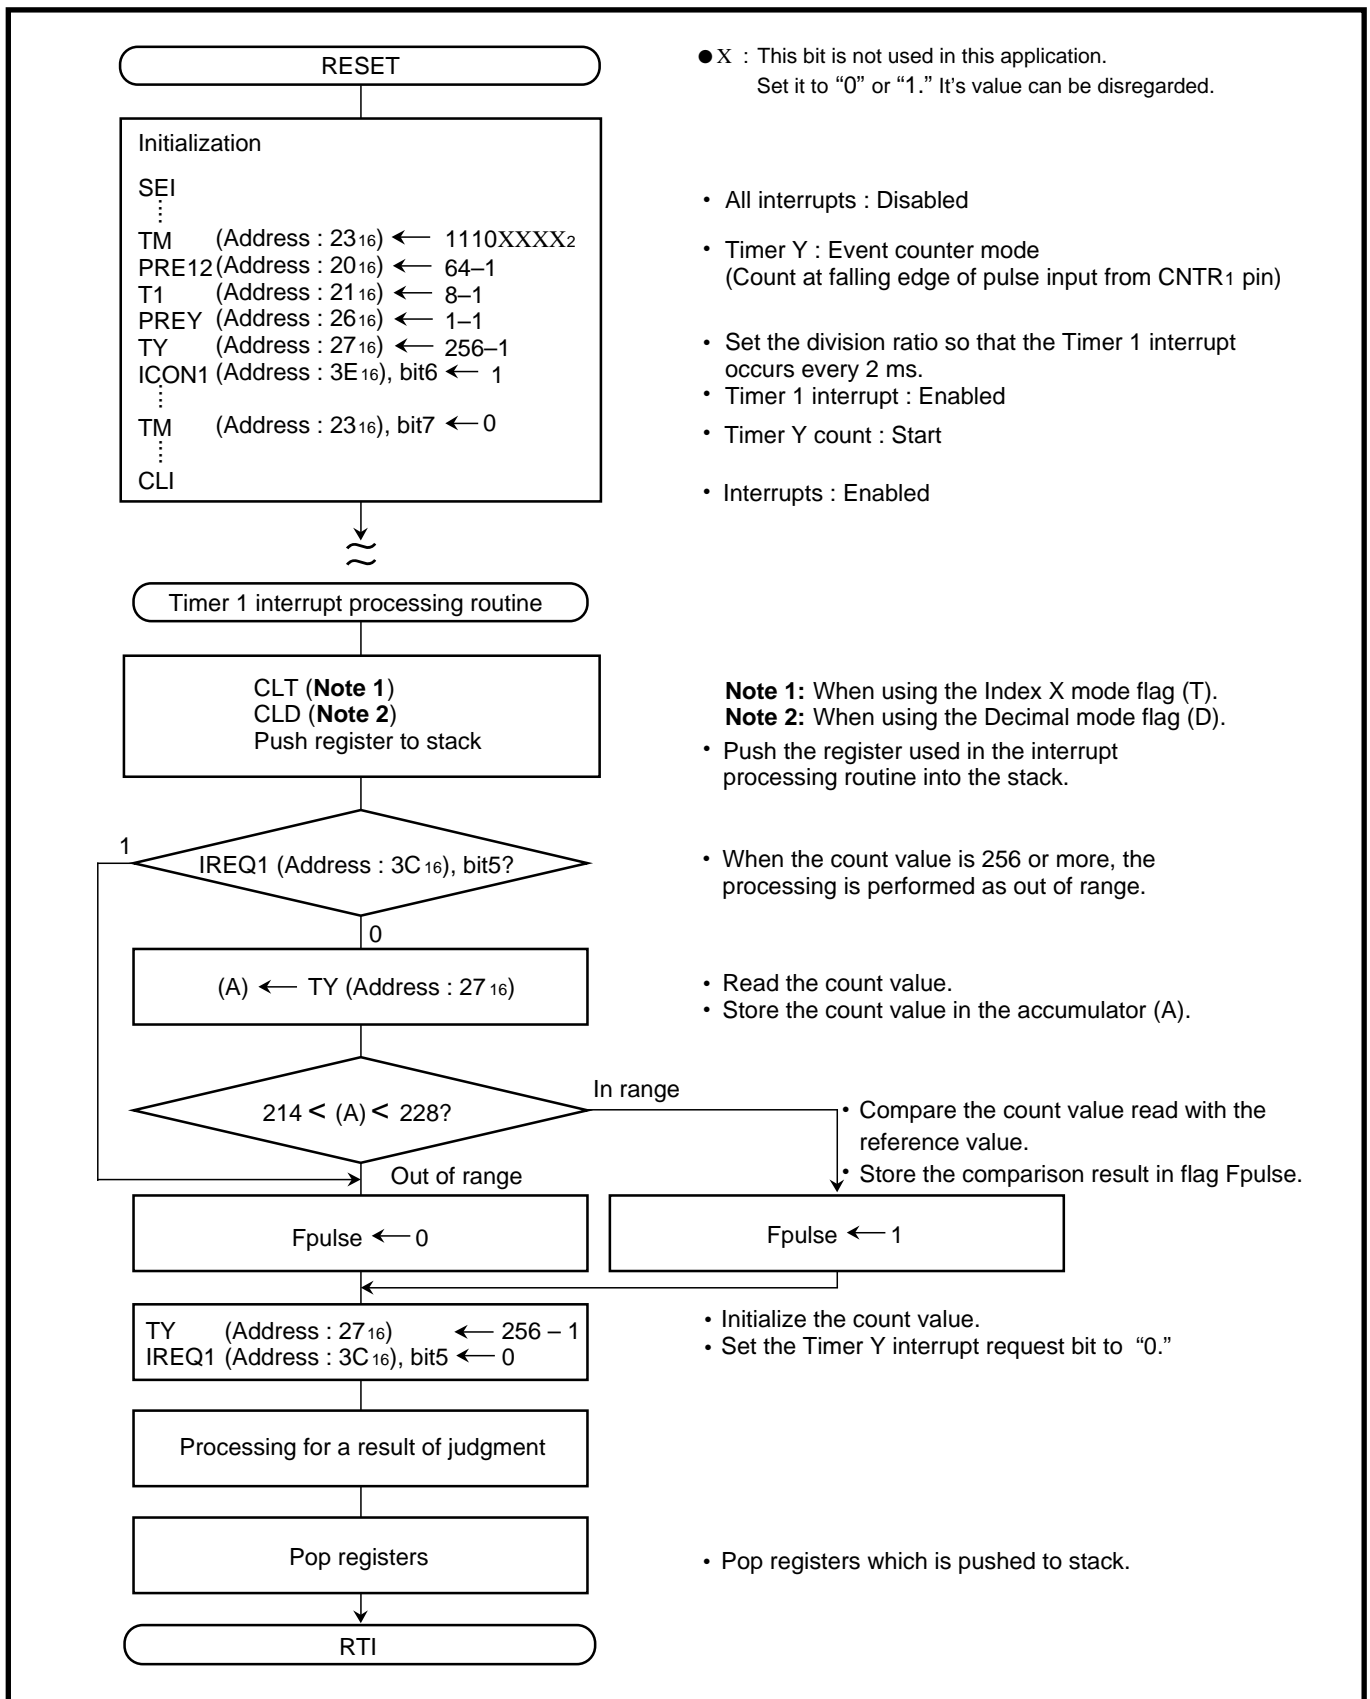 RESET
●X : This bit is not used in this application.
Set it to “0” or “1.” It’s value can be disregarded.
Initialization
SEI
TM (Address : 2316) ← 1110XXXX2
PRE12 (Address : 2016) ← 64–1
T1 (Address : 2116) ← 8–1
PREY (Address : 2616) ← 1–1
TY (Address : 2716) ← 256–1
ICON1 (Address : 3E16), bit6 ← 1
TM (Address : 2316), bit7 ← 0
CLI
• All interrupts : Disabled
• Timer Y : Event counter mode
(Count at falling edge of pulse input from CNTR1 pin)
• Set the division ratio so that the Timer 1 interrupt
occurs every 2 ms.
• Timer 1 interrupt : Enabled
• Timer Y count : Start
• Interrupts : Enabled
Timer 1 interrupt processing routine
CLT (Note 1)
CLD (Note 2)
Push register to stack
Note 1: When using the Index X mode flag (T).
Note 2: When using the Decimal mode flag (D).
• Push the register used in the interrupt
processing routine into the stack.
1
IREQ1 (Address : 3C16), bit5?
• When the count value is 256 or more, the
processing is performed as out of range.
0
(A) ← TY (Address : 2716)
• Read the count value.
• Store the count value in the accumulator (A).
214 < (A) < 228?
In range
• Compare the count value read with the
reference value.
• Store the comparison result in flag Fpulse.
Out of range
Fpulse ← 0
Fpulse ← 1
TY (Address : 2716) ← 256 – 1
IREQ1 (Address : 3C16), bit5 ← 0
• Initialize the count value.
• Set the Timer Y interrupt request bit to “0.”
Processing for a result of judgment
Pop registers
• Pop registers which is pushed to stack.
RTI